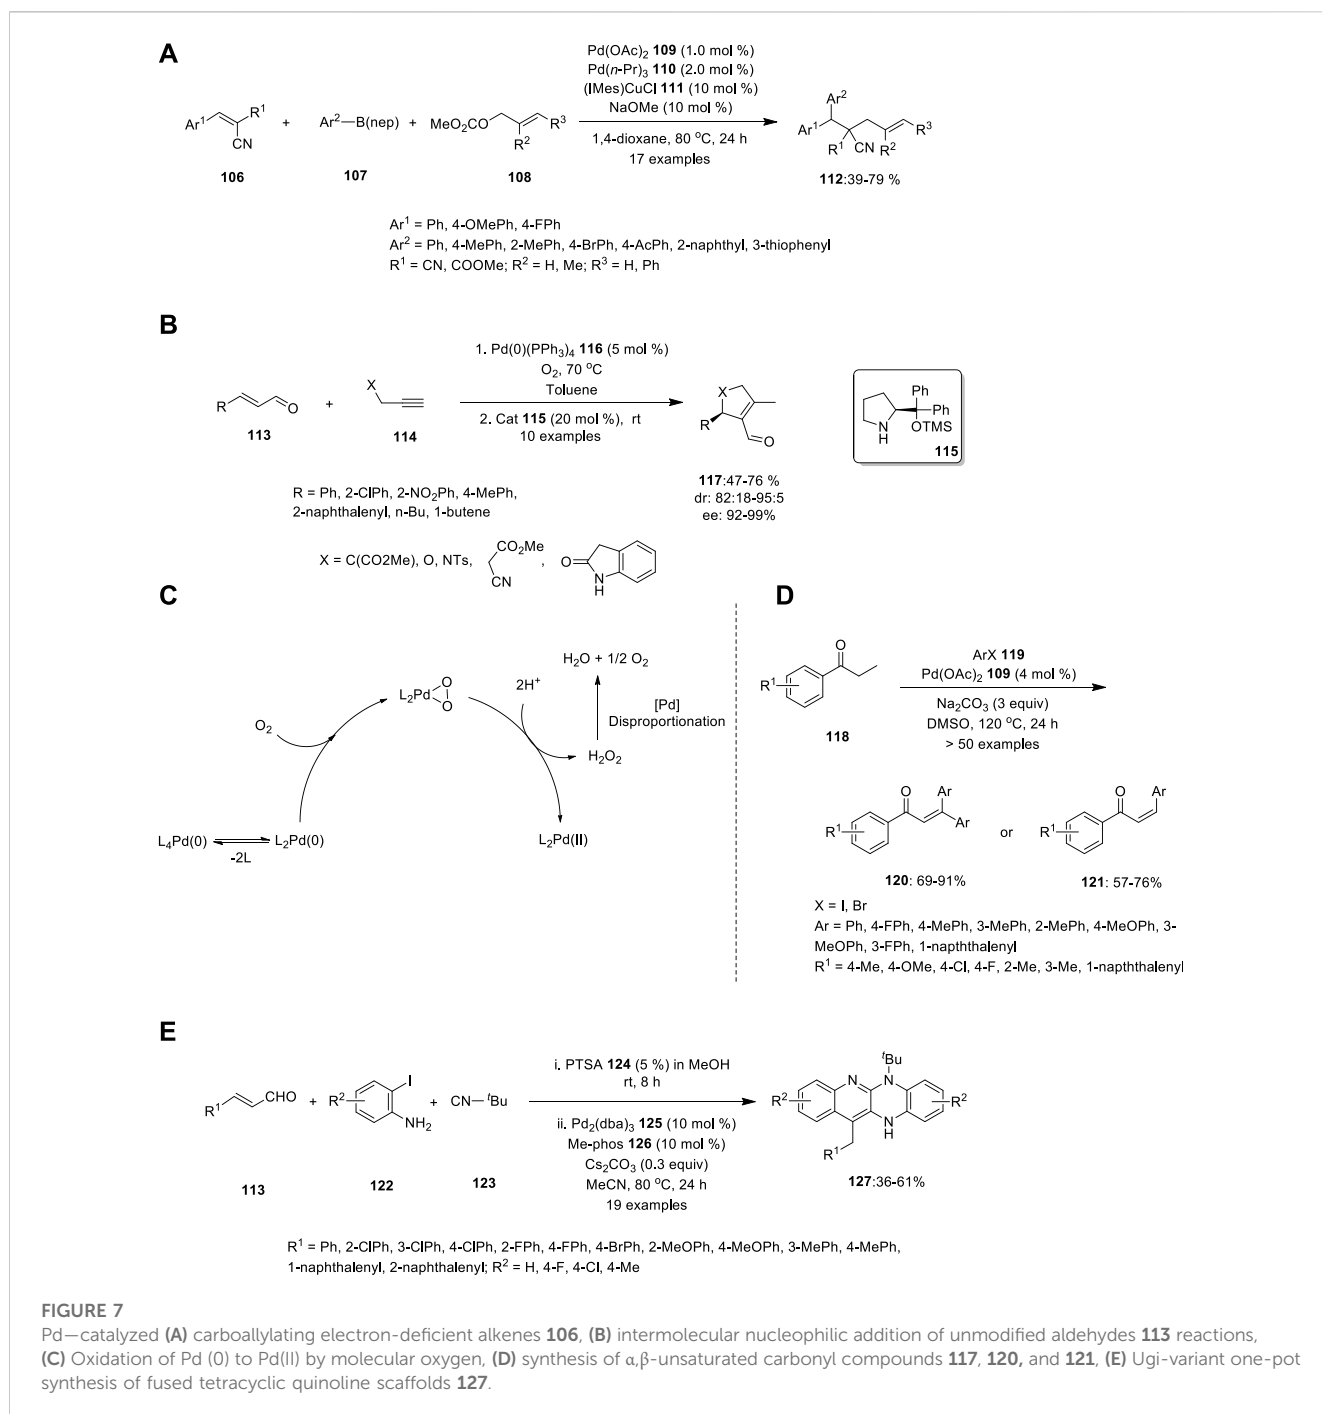 A
Pd(OAc)2 109 (1.0 mol %)
Pd(n-Pr)3 110 (2.0 mol %)
(IMes)CuCl 111 (10 mol %)
NaOMe (10 mol %)
1,4-dioxane, 80 °C, 24 h
17 examples
Ar1
R1
CN
106
+
Ar2—B(nep)
107
+
MeO2CO
R3
R2
108
Ar2
Ar1
R1
CN
R2
R3
112:39-79 %
Ar1 = Ph, 4-OMePh, 4-FPh
Ar2 = Ph, 4-MePh, 2-MePh, 4-BrPh, 4-AcPh, 2-naphthyl, 3-thiophenyl
R1 = CN, COOMe; R2 = H, Me; R3 = H, Ph
B
1. Pd(0)(PPh3)4 116 (5 mol %)
O2, 70 °C
Toluene
2. Cat 115 (20 mol %), rt
10 examples
R
O
113
+
X
114
X
R
O
117:47-76 %
dr: 82:18-95:5
ee: 92-99%
Ph
Ph
N
H
OTMS
115
R = Ph, 2-ClPh, 2-NO2Ph, 4-MePh,
2-naphthalenyl, n-Bu, 1-butene
X = C(CO2Me), O, NTs,
CO2Me
CN
,
O
N
H
C
L4Pd(0)
-2L
L2Pd(0)
O2
L2Pd
O
O
2H+
H2O + 1/2 O2
[Pd]
Disproportionation
H2O2
L2Pd(II)
D
O
R1
118
ArX 119
Pd(OAc)2 109 (4 mol %)
Na2CO3 (3 equiv)
DMSO, 120 °C, 24 h
> 50 examples
O
Ar
Ar
R1
120: 69-91%
or
O
Ar
R1
121: 57-76%
X = I, Br
Ar = Ph, 4-FPh, 4-MePh, 3-MePh, 2-MePh, 4-MeOPh, 3-
MeOPh, 3-FPh, 1-napththalenyl
R1 = 4-Me, 4-OMe, 4-Cl, 4-F, 2-Me, 3-Me, 1-napththalenyl
E
R1
CHO
113
+
R2
I
NH2
122
+
CN—tBu
123
i. PTSA 124 (5 %) in MeOH
rt, 8 h
ii. Pd2(dba)3 125 (10 mol %)
Me-phos 126 (10 mol %)
Cs2CO3 (0.3 equiv)
MeCN, 80 °C, 24 h
19 examples
tBu
N
N
R2
R2
N
H
R1
127:36-61%
R1 = Ph, 2-ClPh, 3-ClPh, 4-ClPh, 2-FPh, 4-FPh, 4-BrPh, 2-MeOPh, 4-MeOPh, 3-MePh, 4-MePh,
1-naphthalenyl, 2-naphthalenyl; R2 = H, 4-F, 4-Cl, 4-Me
FIGURE 7
Pd—catalyzed (A) carboallylating electron-deficient alkenes 106, (B) intermolecular nucleophilic addition of unmodified aldehydes 113 reactions,
(C) Oxidation of Pd (0) to Pd(II) by molecular oxygen, (D) synthesis of α,β-unsaturated carbonyl compounds 117, 120, and 121, (E) Ugi-variant one-pot
synthesis of fused tetracyclic quinoline scaffolds 127.